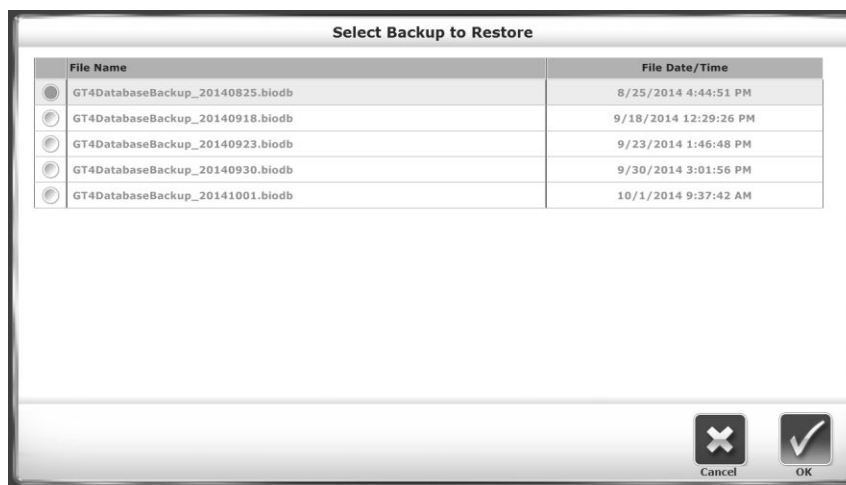 Select Backup to Restore
File Name File Date/Time
GT4DatabaseBackup_20140825.biodb 8/25/2014 4:44:51 PM
GT4DatabaseBackup_20140918.biodb 9/18/2014 12:29:26 PM
GT4DatabaseBackup_20140923.biodb 9/23/2014 1:46:48 PM
GT4DatabaseBackup_20140930.biodb 9/30/2014 3:01:56 PM
GT4DatabaseBackup_20141001.biodb 10/1/2014 9:37:42 AM
Cancel OK